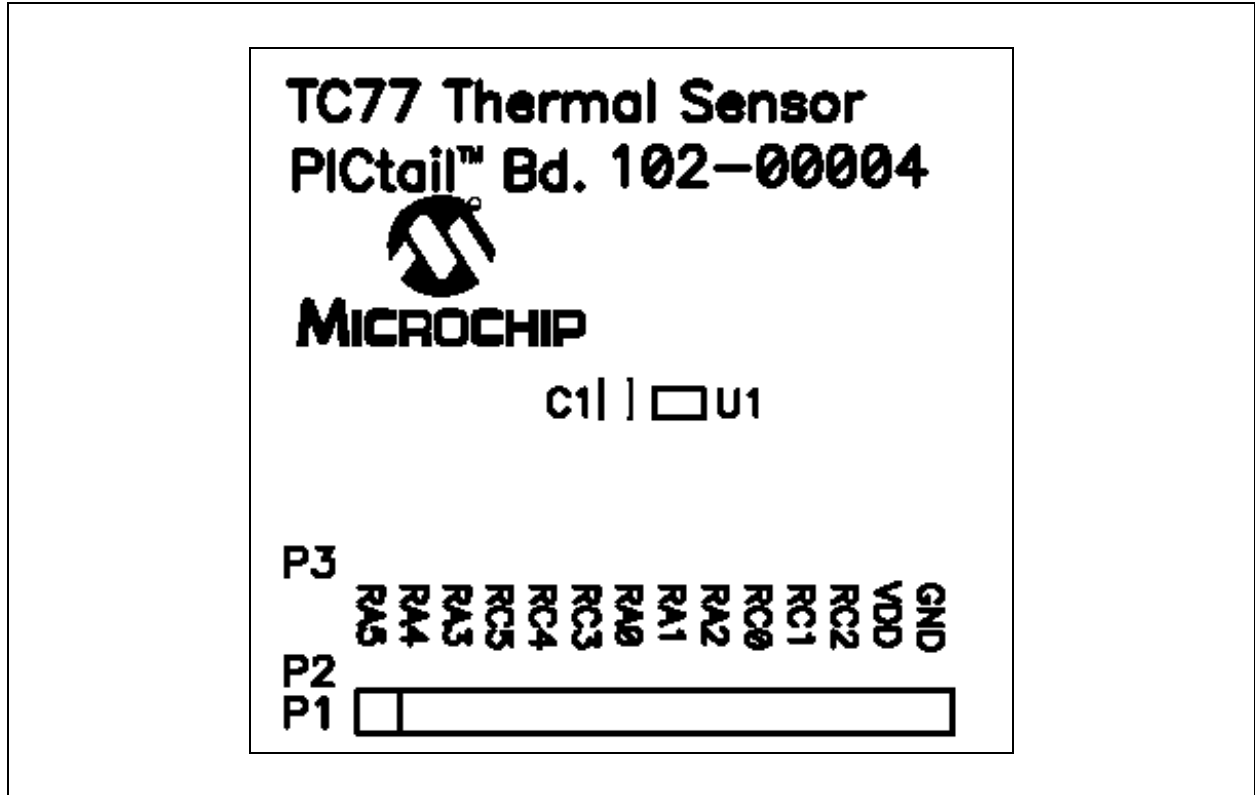 TC77 Thermal Sensor
PICtail™ Bd. 102-00004
MICROCHIP
C1 U1
P3
RA5 RA4 RA3 RC5 RC4 RC3 RA0 RA1 RA2 RC0 RC1 RC2 VDD GND
P2
P1